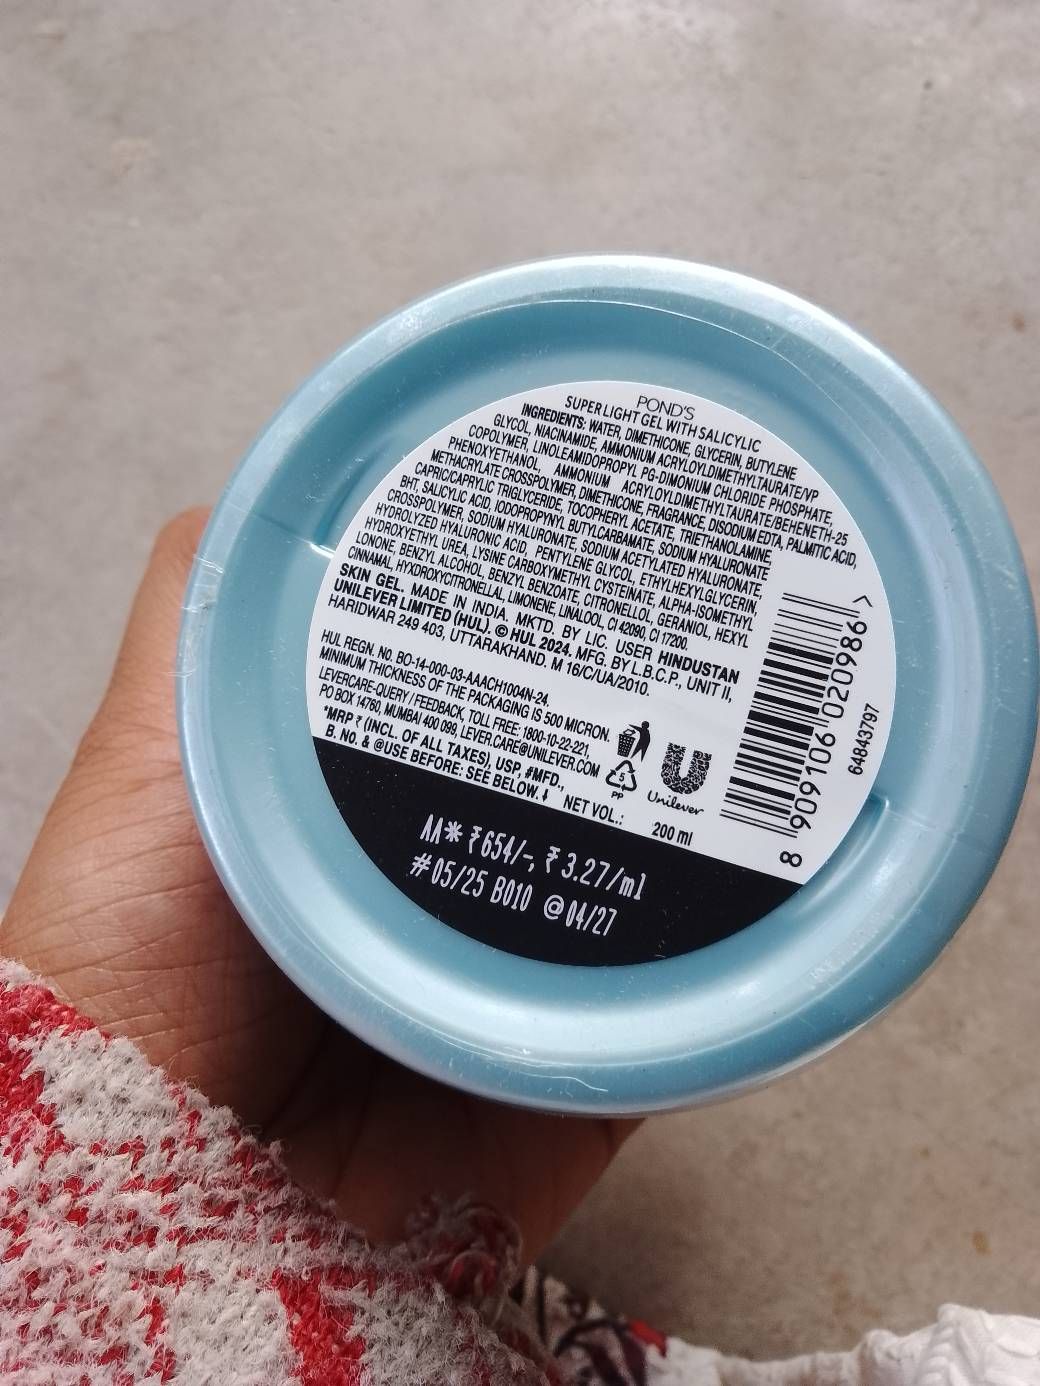 POND'S
SUPER LIGHT GEL WITH SALICYLIC
INGREDIENTS: WATER, DIMETHICONE, GLYCERIN, BUTYLENE
GLYCOL, NIACINAMIDE, AMMONIUM ACRYLOYLDIMETHYLTAURATE/VP
COPOLYMER, LINOLEAMIDOPROPYL PG-DIMONIUM CHLORIDE PHOSPHATE,
PHENOXYETHANOL, AMMONIUM ACRYLOYLDIMETHYLTAURATE/BEHENETH-25
METHACRYLATE CROSSPOLYMER, DIMETHICONE, FRAGRANCE, DISODIUM EDTA, PALMITIC ACID,
CAPRIC/CAPRYLIC TRIGLYCERIDE, TOCOPHERYL ACETATE, TRIETHANOLAMINE,
BHT, SALICYLIC ACID, IODOPROPYNYL BUTYLCARBAMATE, SODIUM HYALURONATE
CROSSPOLYMER, SODIUM HYALURONATE, SODIUM ACETYLATED HYALURONATE,
HYDROLYZED HYALURONIC ACID, PENTYLENE GLYCOL, ETHYLHEXYLGLYCERIN,
HYDROXYETHYL UREA, LYSINE CARBOXYMETHYL CYSTEINATE, ALPHA-ISOMETHYL
LONONE, BENZYL ALCOHOL, BENZYL BENZOATE, CITRONELLOL, GERANIOL, HEXYL
CINNAMAL, HYXDROXYCITRONELLAL, LIMONENE, LINALOOL, CI 42090, CI 17200.
SKIN GEL. MADE IN INDIA. MKTD. BY LIC. USER HINDUSTAN
UNILEVER LIMITED (HUL). © HUL 2024. MFG. BY L.B.C.P., UNIT II,
HARIDWAR 249 403, UTTARAKHAND. M 16/C/UA/2010.
HUL REGN. NO. BO-14-000-03-AAACH1004N-24.
MINIMUM THICKNESS OF THE PACKAGING IS 500 MICRON.
LEVERCARE-QUERY / FEEDBACK, TOLL FREE: 1800-10-22-221,
PO BOX 14760, MUMBAI 400 099, LEVER.CARE@UNILEVER.COM
*MRP ₹ (INCL. OF ALL TAXES), USP, #MFD.,
B. NO. & @USE BEFORE: SEE BELOW. NET VOL.:
200 ml
5
PP
Unilever
8 909106 020986 >
64843797
AA* ₹654/-, ₹3.27/ml
#05/25 B010 @04/27